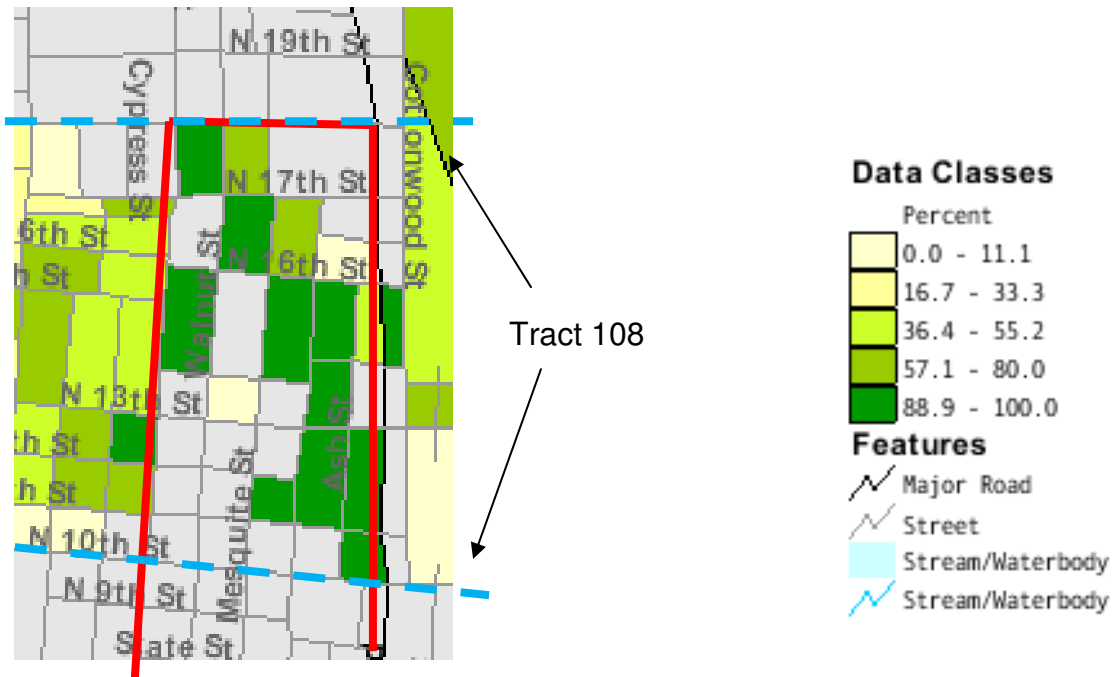 N 19th St
Cypress St
Cottonwood St
N 17th St
6th St
Walnur St
N 16th St
h St
Tract 108
N 13th St
th St
Ash St
h St
Mesquite St
N 10th St
N 9th St
State St
Data Classes
Percent
0.0 - 11.1
16.7 - 33.3
36.4 - 55.2
57.1 - 80.0
88.9 - 100.0
Features
Major Road
Street
Stream/Waterbody
Stream/Waterbody